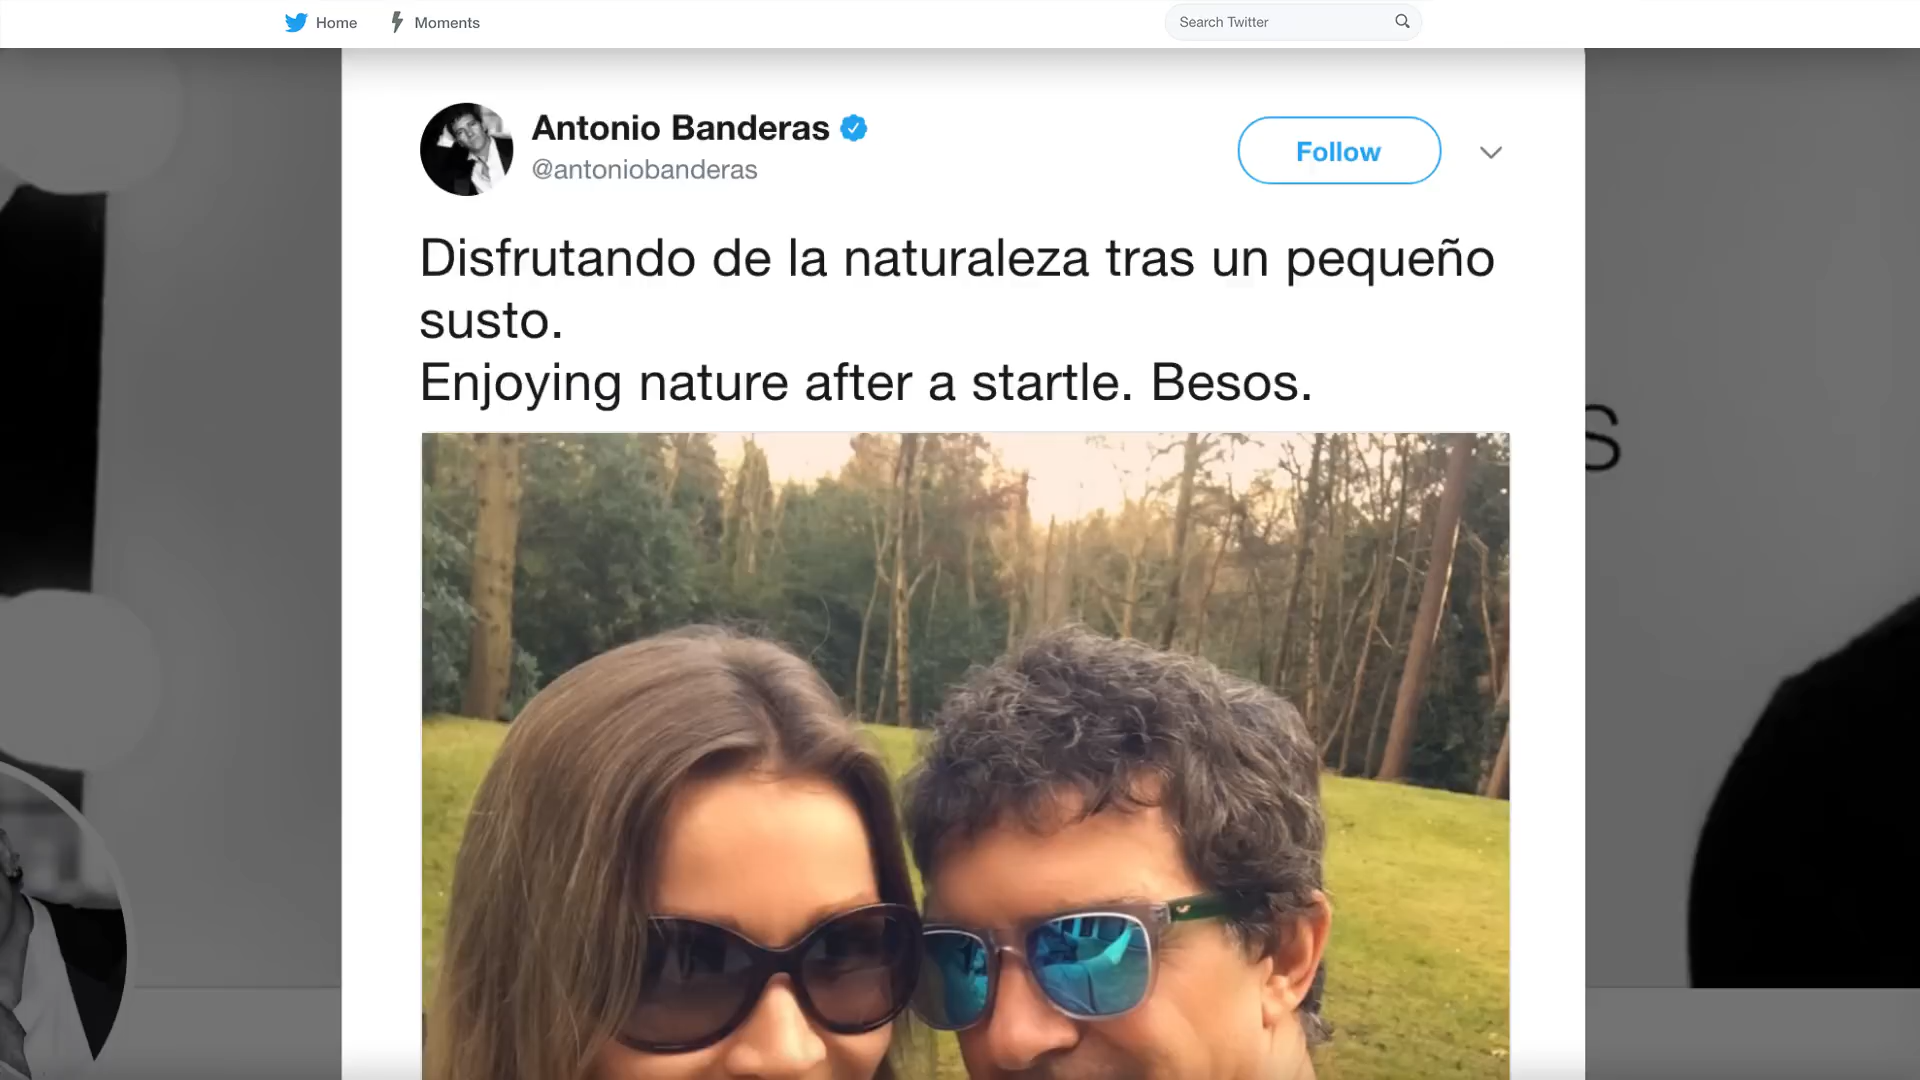 Home
Moments
Search Twitter
Antonio Banderas
@antoniobanderas
Follow
Disfrutando de la naturaleza tras un pequeño
susto.
Enjoying nature after a startle. Besos.
s